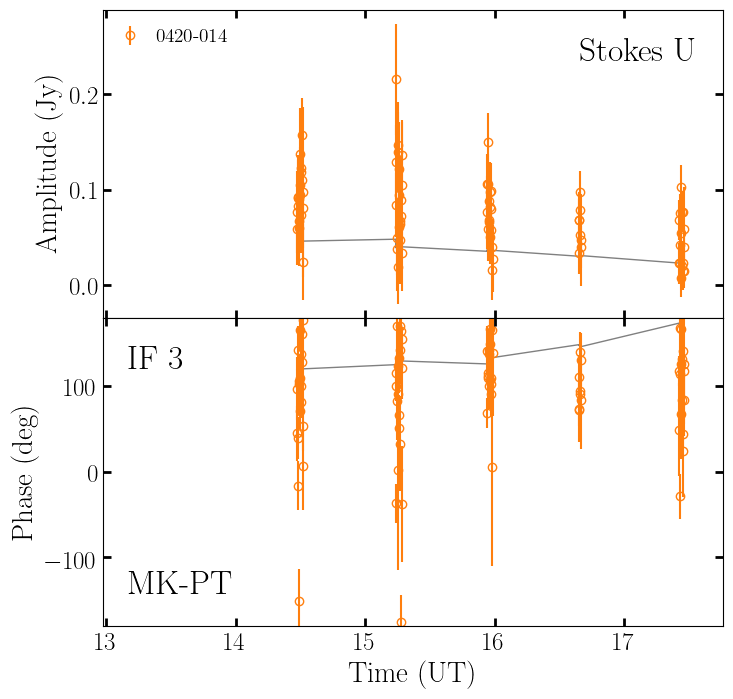 0420-014
Stokes U
Amplitude (Jy)
0.2
0.1
0.0
IF 3
Phase (deg)
100
0
−100
MK-PT
13 14 15 16 17
Time (UT)